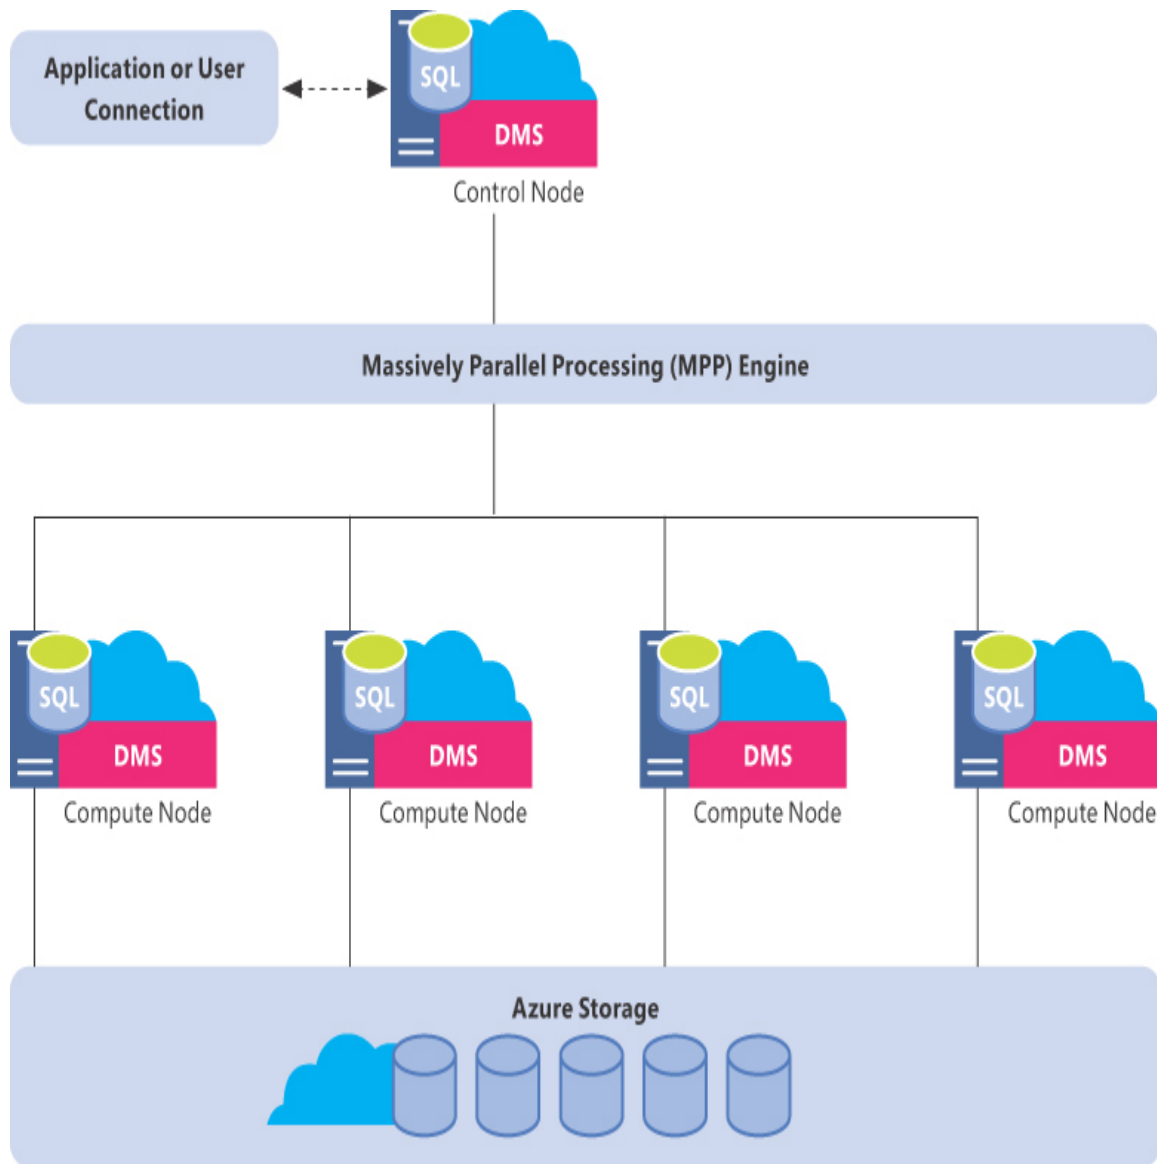 Application or User
Connection
SQL
DMS
Control Node
Massively Parallel Processing (MPP) Engine
SQL
DMS
Compute Node
SQL
DMS
Compute Node
SQL
DMS
Compute Node
SQL
DMS
Compute Node
Azure Storage